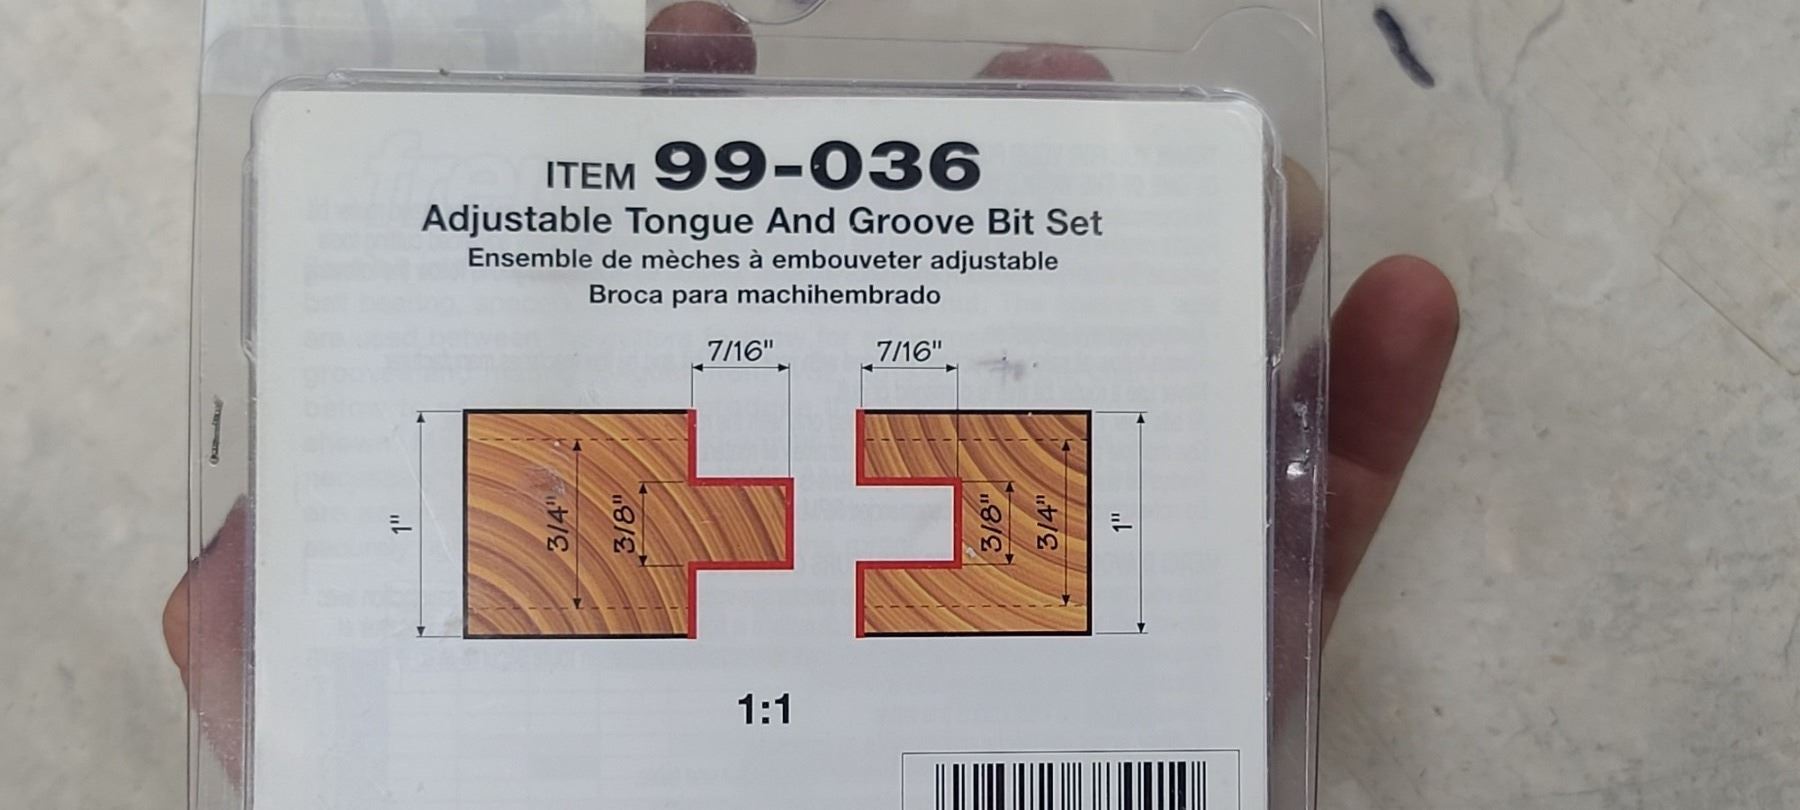 ITEM 99-036
Adjustable Tongue And Groove Bit Set
Ensemble de mèches à embouveter adjustable
Broca para machihembrado
7/16" 7/16"
1" 3/4" 3/8" 3/8" 3/4" 1"
1:1